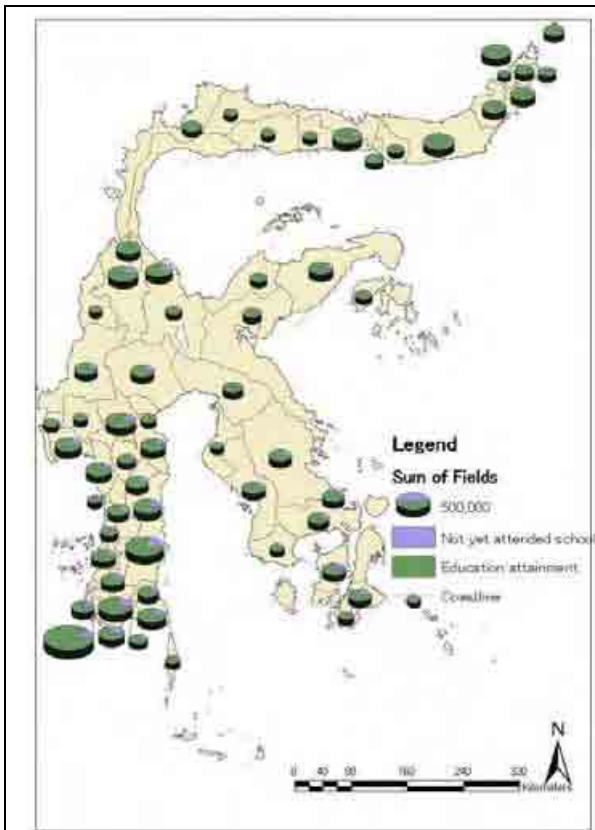 Legend
Sum of Fields
500,000
Not yet attended school
Education attainment
Coastline
N
0 40 80 160 240 320
Kilometers